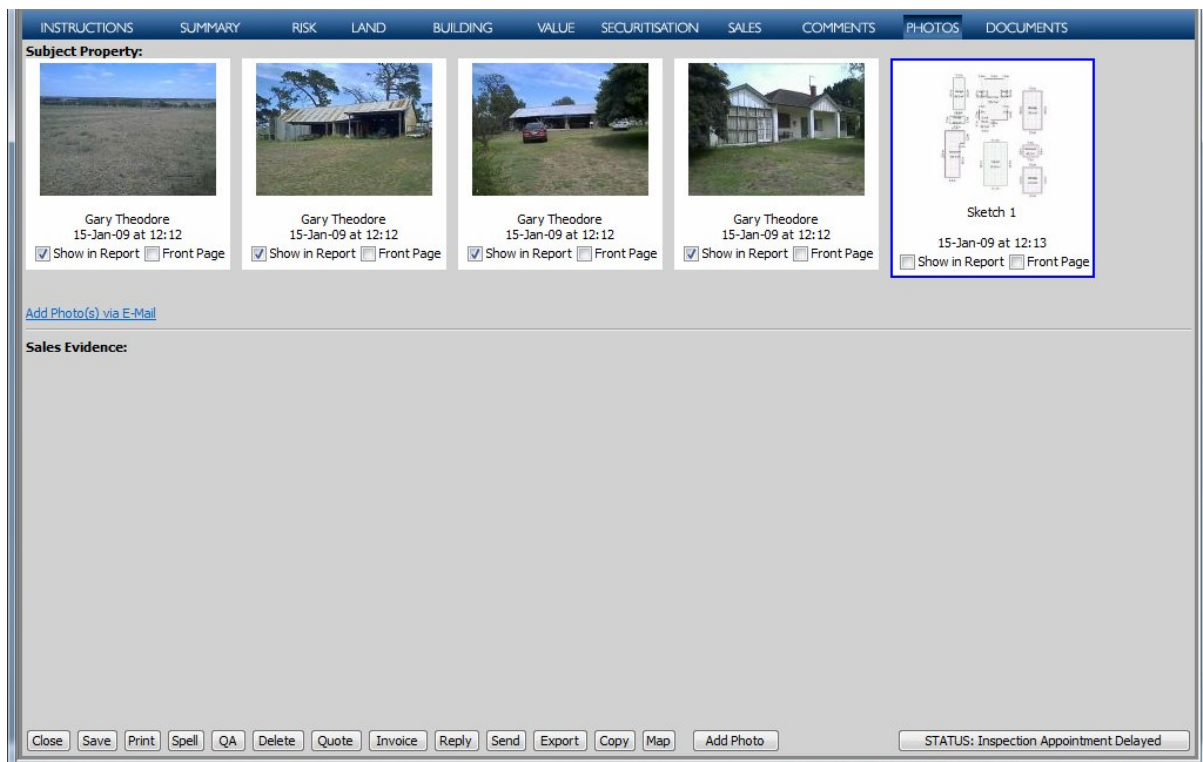 INSTRUCTIONS SUMMARY RISK LAND BUILDING VALUE SECURITISATION SALES COMMENTS PHOTOS DOCUMENTS
Subject Property:
Gary Theodore
15-Jan-09 at 12:12
Show in Report Front Page
Gary Theodore
15-Jan-09 at 12:12
Show in Report Front Page
Gary Theodore
15-Jan-09 at 12:12
Show in Report Front Page
Gary Theodore
15-Jan-09 at 12:12
Show in Report Front Page
Sketch 1
15-Jan-09 at 12:13
Show in Report Front Page
Add Photo(s) via E-Mail
Sales Evidence:
Close Save Print Spell QA Delete Quote Invoice Reply Send Export Copy Map Add Photo STATUS: Inspection Appointment Delayed